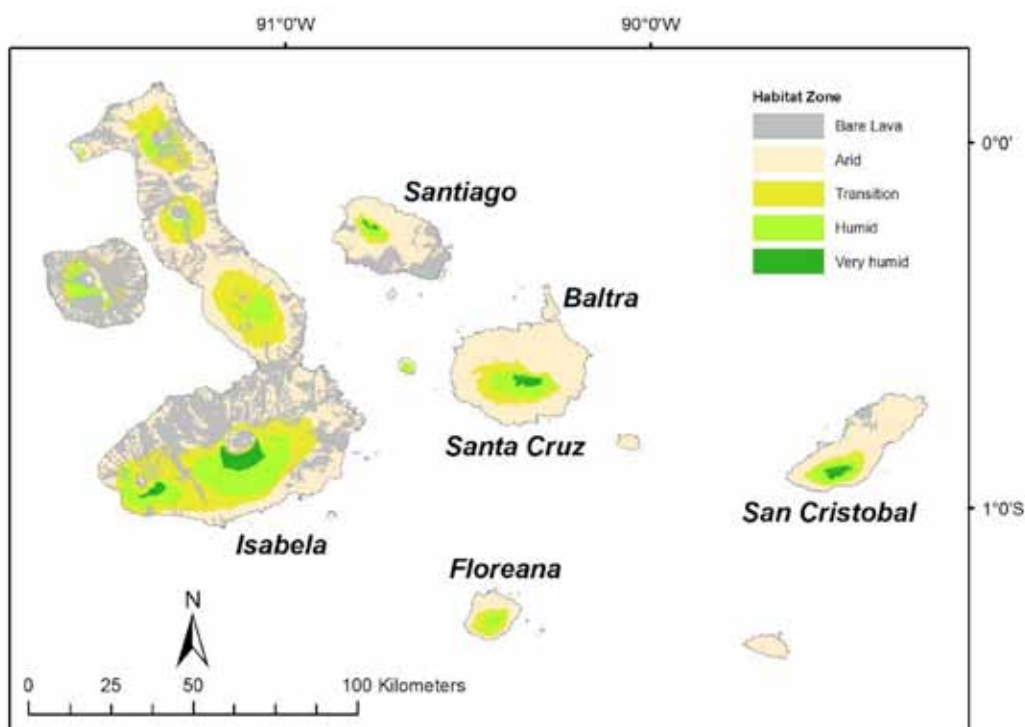 91°0'W
90°0'W
Habitat Zone
Bare Lava
Arid
Transition
Humid
Very humid
0°0'
Santiago
Baltra
Santa Cruz
San Cristobal
1°0'S
Isabela
Floreana
N
0 25 50 100 Kilometers